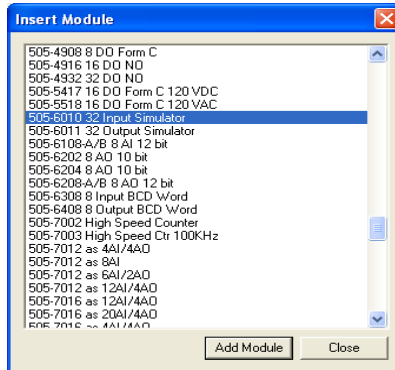 Insert Module
505-4908 8 DO Form C
505-4916 16 DO NO
505-4932 32 DO NO
505-5417 16 DO Form C 120 VDC
505-5518 16 DO Form C 120 VAC
505-6010 32 Input Simulator
505-6011 32 Output Simulator
505-6108-A/B 8 AI 12 bit
505-6202 8 AO 10 bit
505-6204 8 AO 10 bit
505-6208-A/B 8 AO 12 bit
505-6308 8 Input BCD Word
505-6408 8 Output BCD Word
505-7002 High Speed Counter
505-7003 High Speed Ctr 100KHz
505-7012 as 4AI/4AO
505-7012 as 8AI
505-7012 as 6AI/2AO
505-7016 as 12AI/4AO
505-7016 as 12AI/4AO
505-7016 as 20AI/4AO
505-7016 as 4AI/4AO
Add Module Close